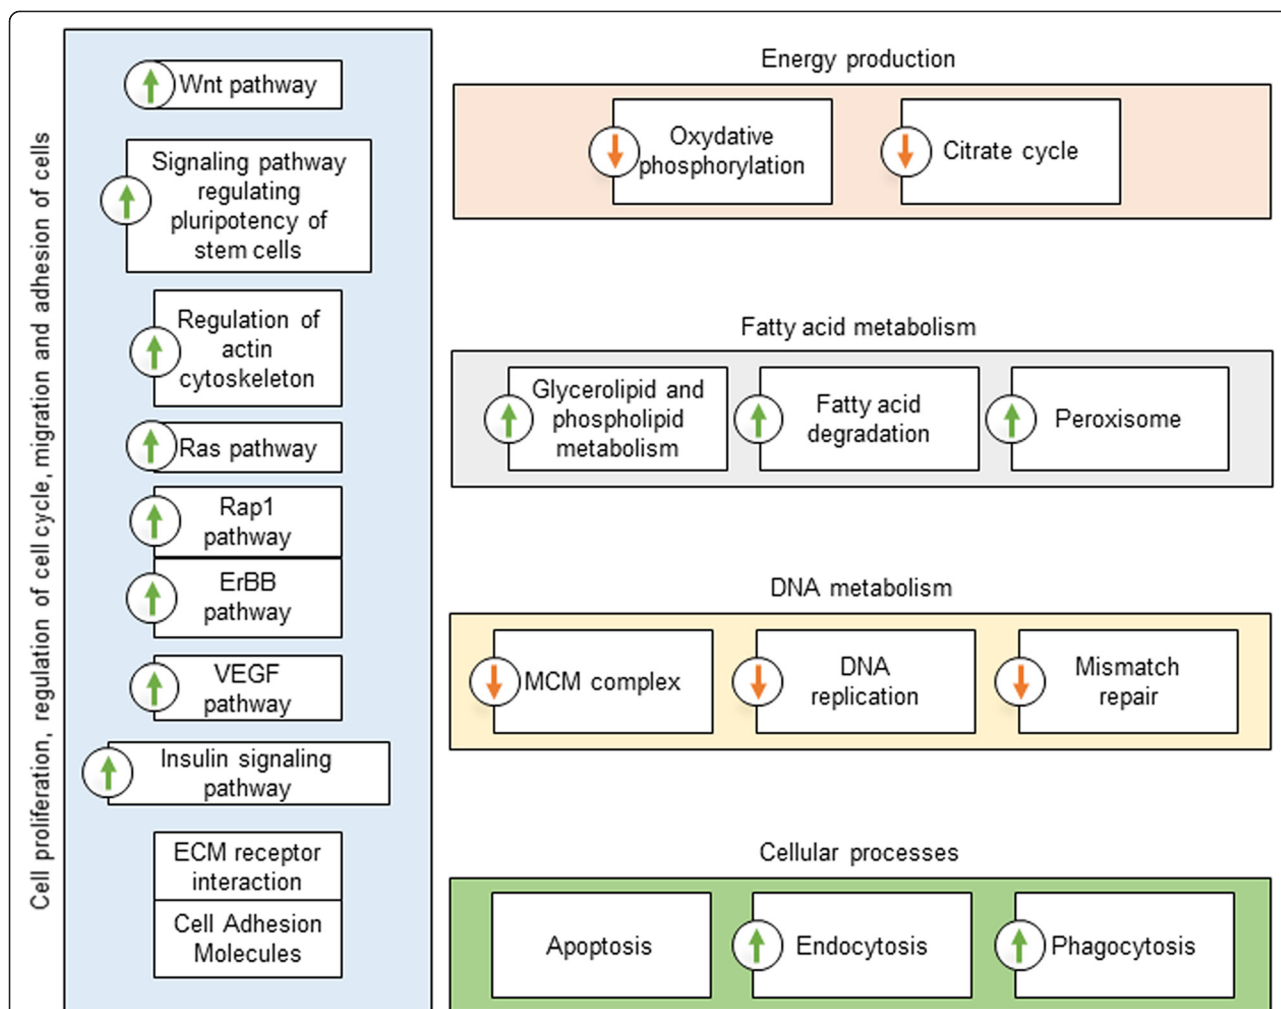 Cell proliferation, regulation of cell cycle, migration and adhesion of cells
Wnt pathway
Signaling pathway
regulating
pluripotency of
stem cells
Regulation of
actin
cytoskeleton
Ras pathway
Rap1
pathway
ErBB
pathway
VEGF
pathway
Insulin signaling
pathway
ECM receptor
interaction
Cell Adhesion
Molecules
Energy production
Oxydative
phosphorylation
Citrate cycle
Fatty acid metabolism
Glycerolipid and
phospholipid
metabolism
Fatty acid
degradation
Peroxisome
DNA metabolism
MCM complex
DNA
replication
Mismatch
repair
Cellular processes
Apoptosis
Endocytosis
Phagocytosis